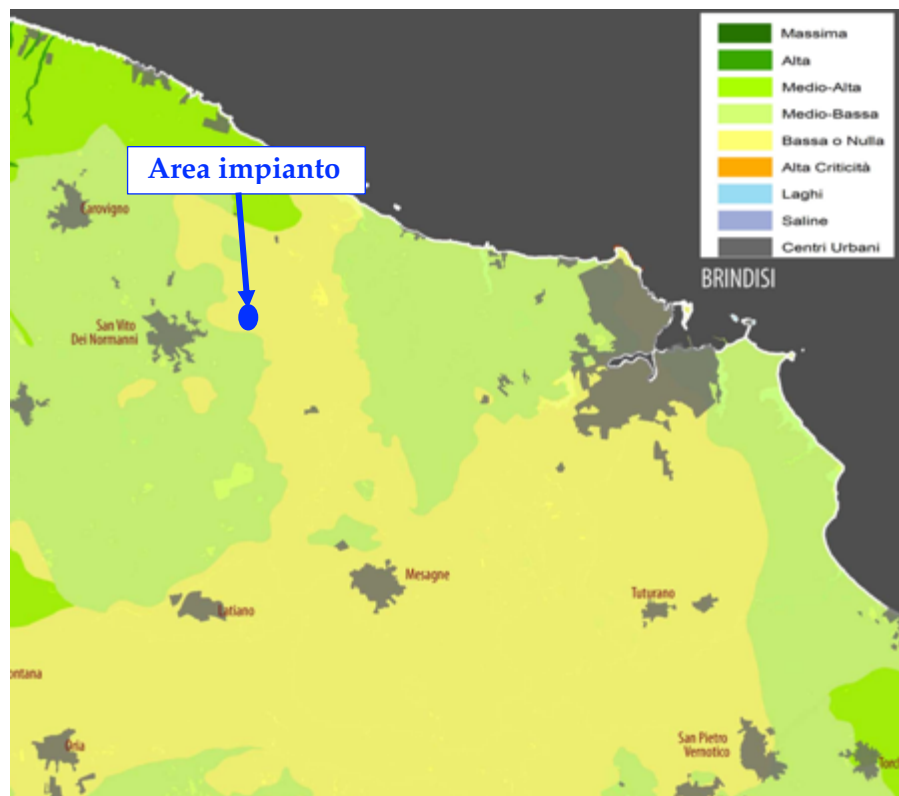 Massima
Alta
Medio-Alta
Medio-Bassa
Bassa o Nulla
Alta Criticità
Laghi
Saline
Centri Urbani
Area impianto
Carovigno
BRINDISI
San Vito
Dei Normanni
Mesagne
Latiano
Tuturano
ontana
Oria
San Pietro
Vernotico
Torch